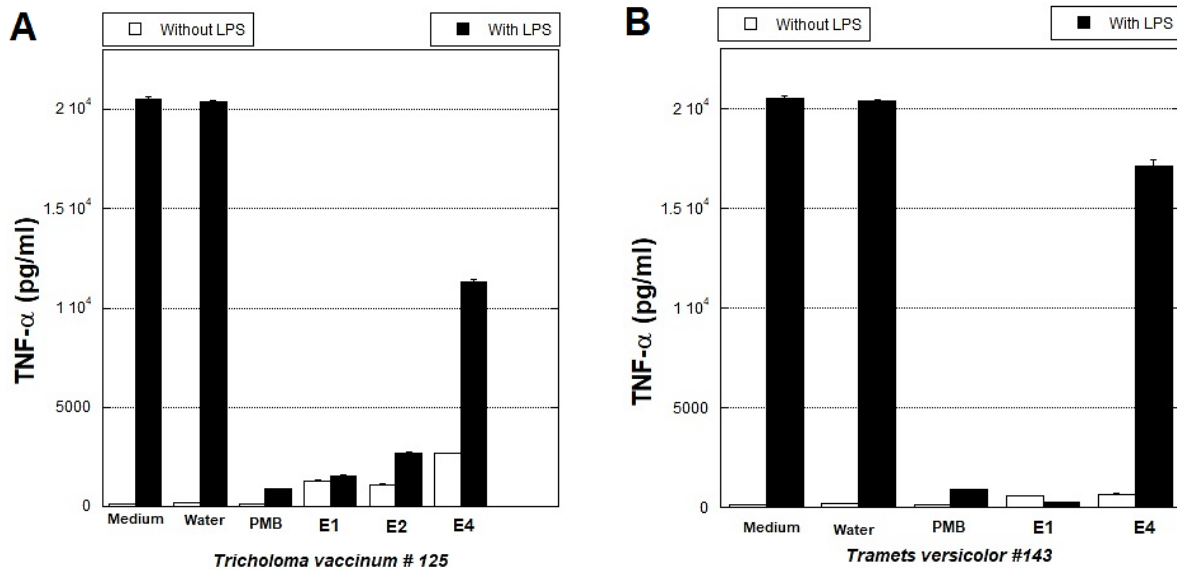 A
Without LPS
With LPS
2 10⁴
1.5 10⁴
1 10⁴
5000
0
TNF-α (pg/ml)
Medium Water PMB E1 E2 E4
Tricholoma vaccinum # 125
B
Without LPS
With LPS
2 10⁴
1.5 10⁴
1 10⁴
5000
0
TNF-α (pg/ml)
Medium Water PMB E1 E4
Tramets versicolor #143